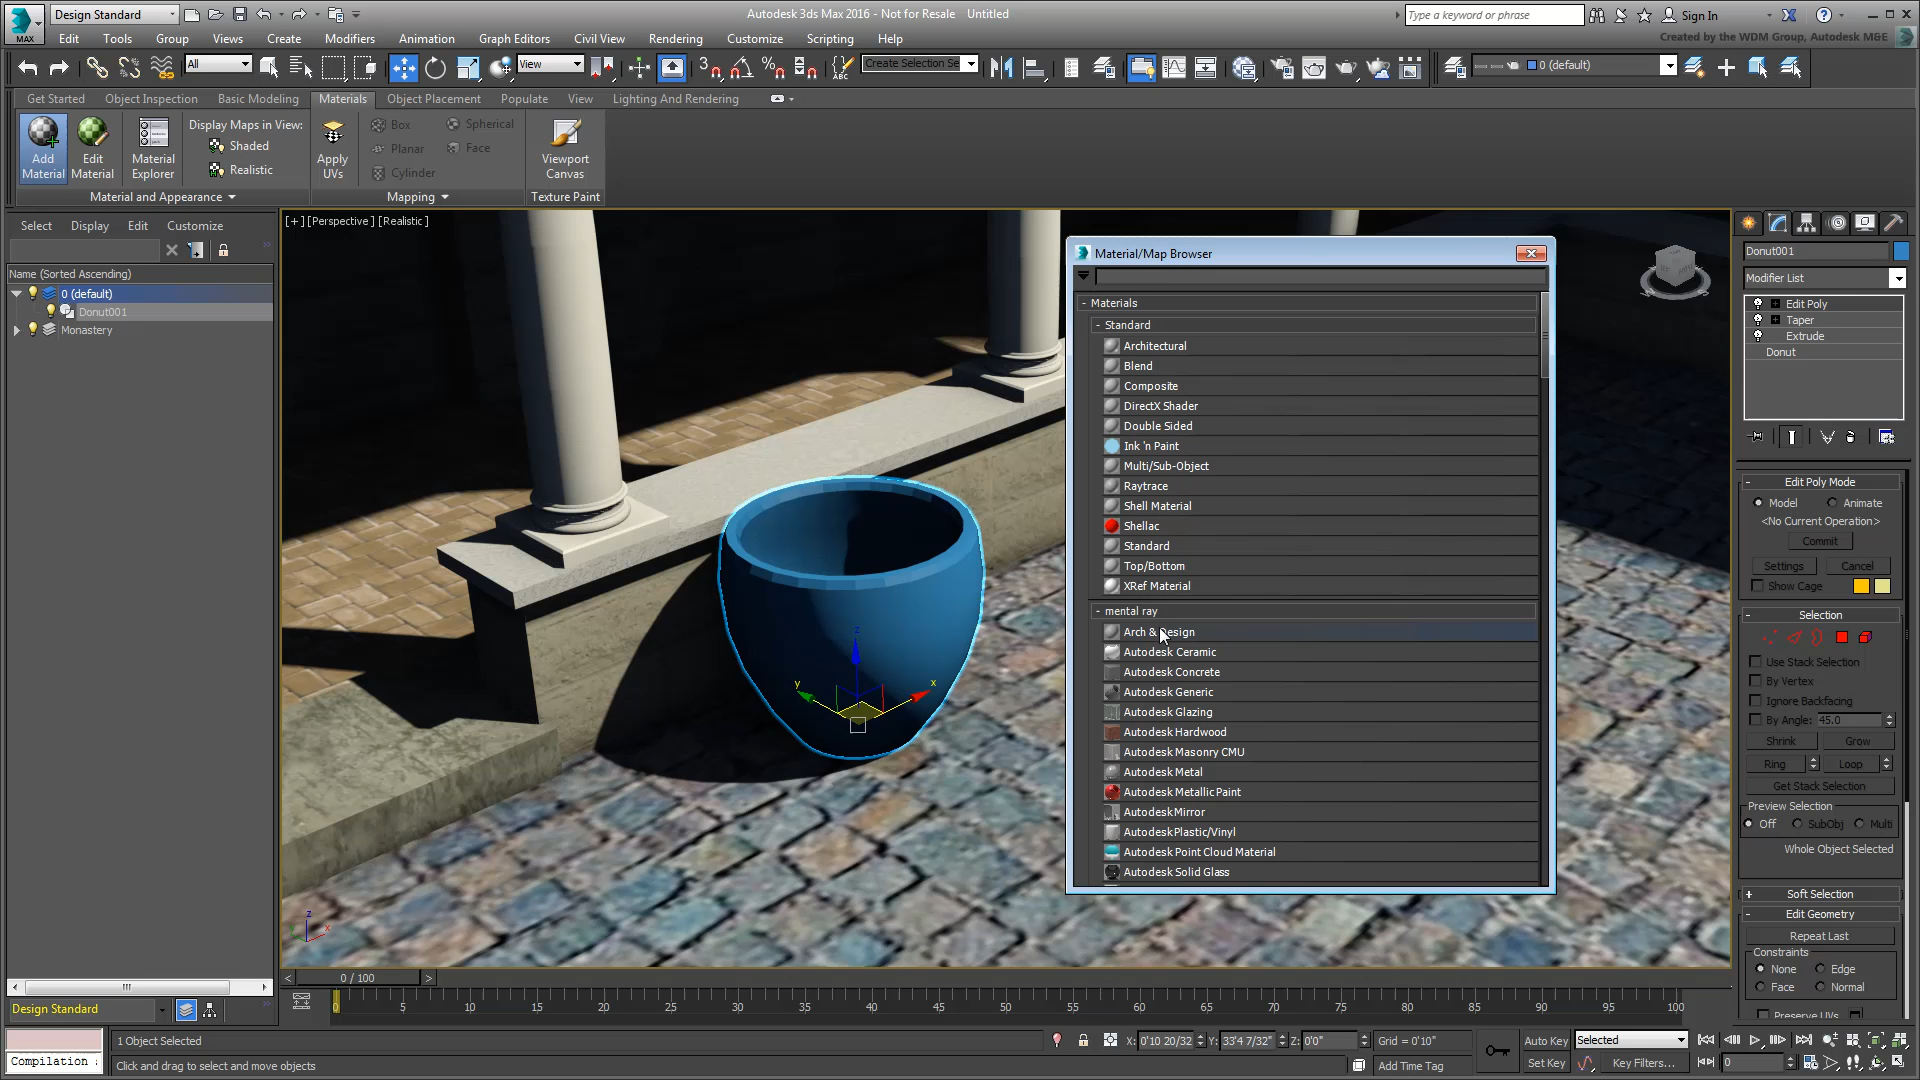 Design Standard
Autodesk 3ds Max 2016 - Not for Resale   Untitled
Type a keyword or phrase
Sign In
MAX
Edit
Tools
Group
Views
Create
Modifiers
Animation
Graph Editors
Civil View
Rendering
Customize
Scripting
Help
Created by the WDM Group, Autodesk M&E
All
View
Create Selection Se
0 (default)
Get Started
Object Inspection
Basic Modeling
Materials
Object Placement
Populate
View
Lighting And Rendering
Add Material
Edit Material
Material Explorer
Display Maps in View:
Shaded
Realistic
Apply UVs
Box
Planar
Cylinder
Spherical
Face
Viewport Canvas
Material and Appearance
Mapping
Texture Paint
Select
Display
Edit
Customize
Name (Sorted Ascending)
0 (default)
Donut001
Monastery
[+] [Perspective] [Realistic]
Material/Map Browser
- Materials
- Standard
Architectural
Blend
Composite
DirectX Shader
Double Sided
Ink 'n Paint
Multi/Sub-Object
Raytrace
Shell Material
Shellac
Standard
Top/Bottom
XRef Material
- mental ray
Arch & Design
Autodesk Ceramic
Autodesk Concrete
Autodesk Generic
Autodesk Glazing
Autodesk Hardwood
Autodesk Masonry CMU
Autodesk Metal
Autodesk Metallic Paint
Autodesk Mirror
Autodesk Plastic/Vinyl
Autodesk Point Cloud Material
Autodesk Solid Glass
z
y
x
Donut001
Modifier List
Edit Poly
Taper
Extrude
Donut
Edit Poly Mode
Model
Animate
<No Current Operation>
Commit
Settings
Cancel
Show Cage
Selection
Use Stack Selection
By Vertex
Ignore Backfacing
By Angle: 45.0
Shrink
Grow
Ring
Loop
Get Stack Selection
Preview Selection
Off
SubObj
Multi
Whole Object Selected
+ Soft Selection
- Edit Geometry
Repeat Last
Constraints
None
Edge
Face
Normal
Preserve UVs
z
x
< 0 / 100 >
0 5 10 15 20 25 30 35 40 45 50 55 60 65 70 75 80 85 90 95 100
Design Standard
Compilation :
1 Object Selected
Click and drag to select and move objects
X: 0'10 20/32
Y: 33'4 7/32"
Z: 0'0"
Grid = 0'10"
Add Time Tag
Auto Key
Selected
Set Key
Key Filters...
0